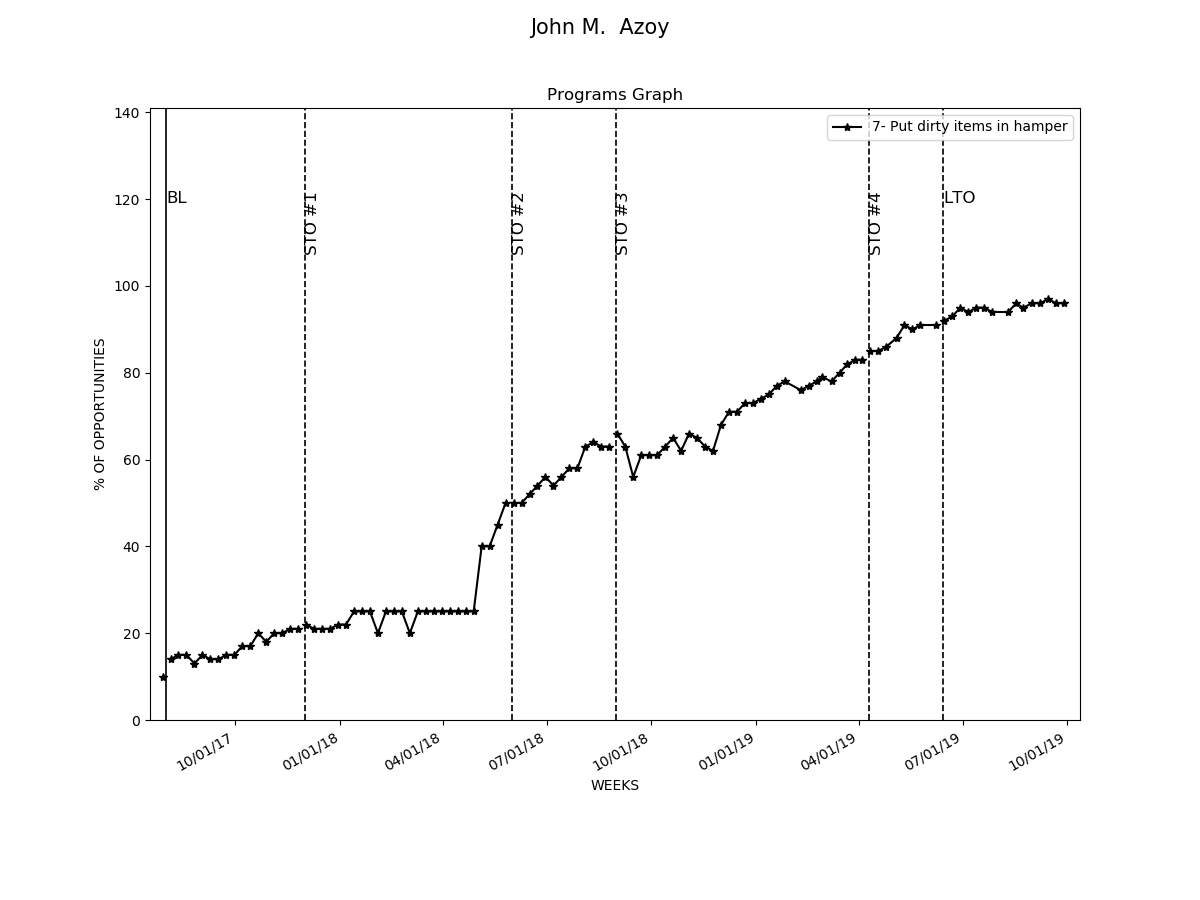 John M.  Azoy
Programs Graph
7- Put dirty items in hamper
140
120
100
80
60
40
20
0
% OF OPPORTUNITIES
BL
STO #1
STO #2
STO #3
STO #4
LTO
10/01/17
01/01/18
04/01/18
07/01/18
10/01/18
01/01/19
04/01/19
07/01/19
10/01/19
WEEKS